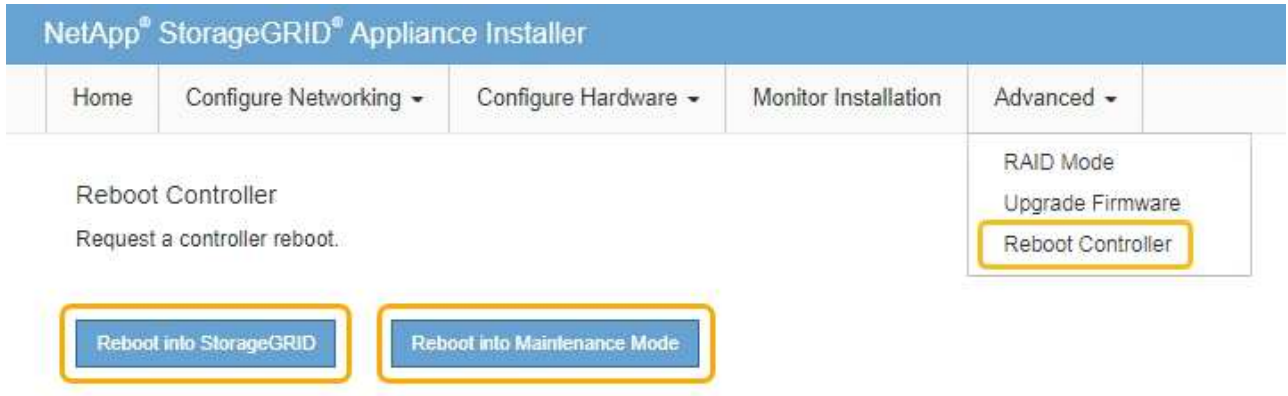 NetApp® StorageGRID® Appliance Installer
Home Configure Networking Configure Hardware Monitor Installation Advanced
RAID Mode
Upgrade Firmware
Reboot Controller
Reboot Controller
Request a controller reboot.
Reboot into StorageGRID Reboot into Maintenance Mode